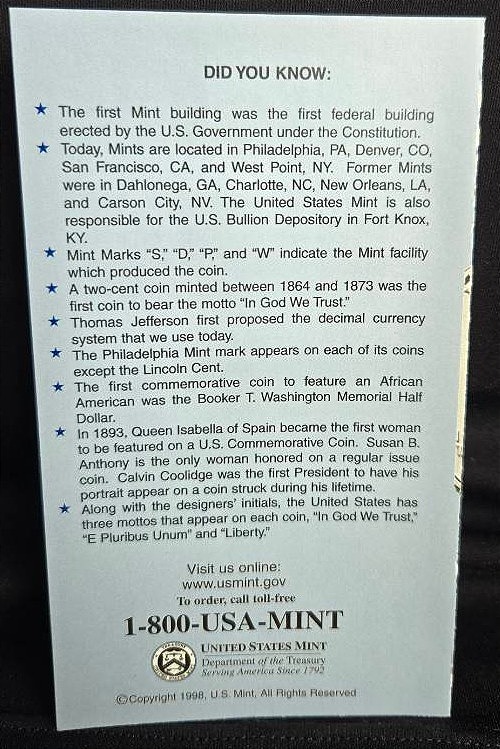 DID YOU KNOW:
★ The first Mint building was the first federal building
erected by the U.S. Government under the Constitution.
★ Today, Mints are located in Philadelphia, PA, Denver, CO,
San Francisco, CA, and West Point, NY. Former Mints
were in Dahlonega, GA, Charlotte, NC, New Orleans, LA,
and Carson City, NV. The United States Mint is also
responsible for the U.S. Bullion Depository in Fort Knox,
KY.
★ Mint Marks “S,” “D,” “P,” and “W” indicate the Mint facility
which produced the coin.
★ A two-cent coin minted between 1864 and 1873 was the
first coin to bear the motto “In God We Trust.”
★ Thomas Jefferson first proposed the decimal currency
system that we use today.
★ The Philadelphia Mint mark appears on each of its coins
except the Lincoln Cent.
★ The first commemorative coin to feature an African
American was the Booker T. Washington Memorial Half
Dollar.
★ In 1893, Queen Isabella of Spain became the first woman
to be featured on a U.S. Commemorative Coin. Susan B.
Anthony is the only woman honored on a regular issue
coin. Calvin Coolidge was the first President to have his
portrait appear on a coin struck during his lifetime.
★ Along with the designers’ initials, the United States has
three mottos that appear on each coin, “In God We Trust,”
“E Pluribus Unum” and “Liberty.”
Visit us online:
www.usmint.gov
To order, call toll-free
1-800-USA-MINT
UNITED STATES MINT
Department of the Treasury
Serving America Since 1792
©Copyright 1998, U.S. Mint, All Rights Reserved